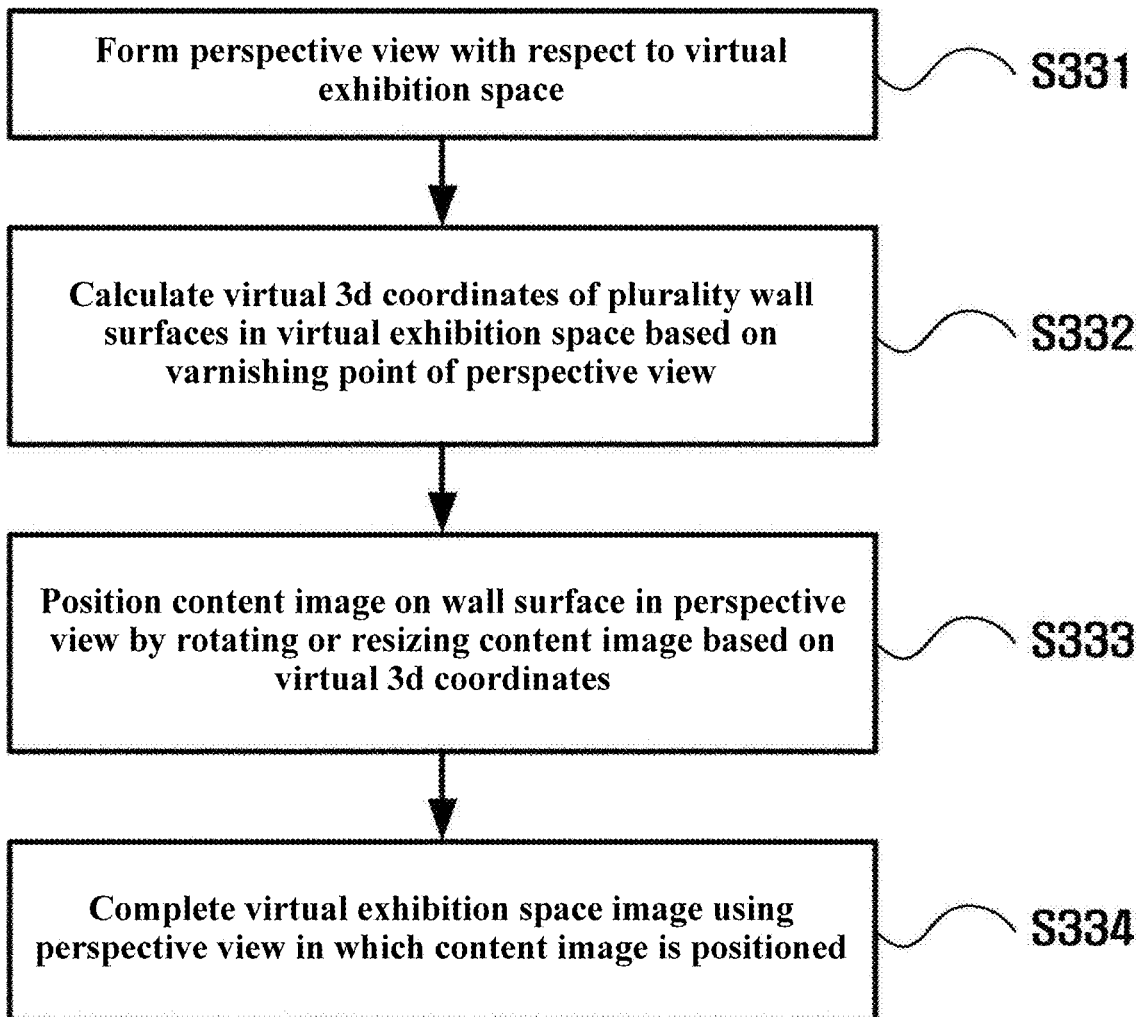 Form perspective view with respect to virtual
exhibition space
S331
Calculate virtual 3d coordinates of plurality wall
surfaces in virtual exhibition space based on
varnishing point of perspective view
S332
Position content image on wall surface in perspective
view by rotating or resizing content image based on
virtual 3d coordinates
S333
Complete virtual exhibition space image using
perspective view in which content image is positioned
S334